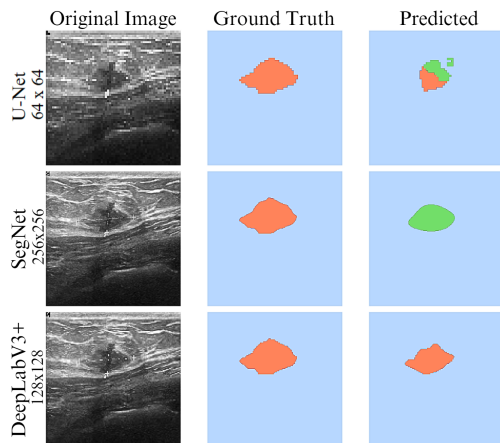 Original Image Ground Truth Predicted
U-Net
64 x 64
SegNet
256x256
DeepLabV3+
128x128